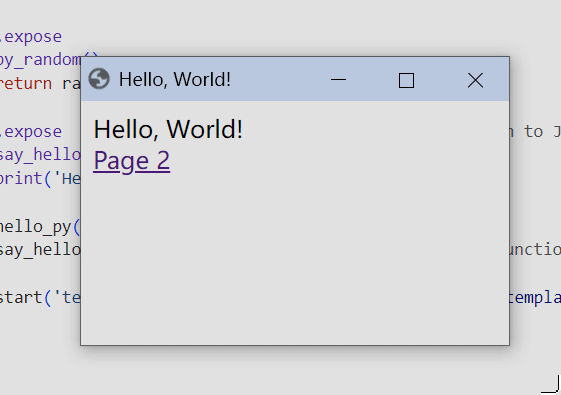 .expose
py_random()
return ra
Hello, World!
Hello, World!
Page 2
.expose
n to J
say_hello
print('He
hello_py(
say_hello
unctio
start('te
templa